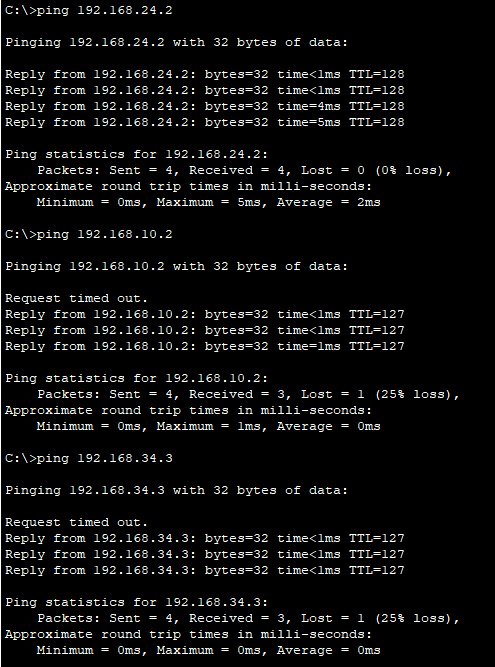 C:\>ping 192.168.24.2
Pinging 192.168.24.2 with 32 bytes of data:
Reply from 192.168.24.2: bytes=32 time<1ms TTL=128
Reply from 192.168.24.2: bytes=32 time<1ms TTL=128
Reply from 192.168.24.2: bytes=32 time=4ms TTL=128
Reply from 192.168.24.2: bytes=32 time=5ms TTL=128
Ping statistics for 192.168.24.2:
    Packets: Sent = 4, Received = 4, Lost = 0 (0% loss),
Approximate round trip times in milli-seconds:
    Minimum = 0ms, Maximum = 5ms, Average = 2ms
C:\>ping 192.168.10.2
Pinging 192.168.10.2 with 32 bytes of data:
Request timed out.
Reply from 192.168.10.2: bytes=32 time<1ms TTL=127
Reply from 192.168.10.2: bytes=32 time<1ms TTL=127
Reply from 192.168.10.2: bytes=32 time=1ms TTL=127
Ping statistics for 192.168.10.2:
    Packets: Sent = 4, Received = 3, Lost = 1 (25% loss),
Approximate round trip times in milli-seconds:
    Minimum = 0ms, Maximum = 1ms, Average = 0ms
C:\>ping 192.168.34.3
Pinging 192.168.34.3 with 32 bytes of data:
Request timed out.
Reply from 192.168.34.3: bytes=32 time<1ms TTL=127
Reply from 192.168.34.3: bytes=32 time<1ms TTL=127
Reply from 192.168.34.3: bytes=32 time<1ms TTL=127
Ping statistics for 192.168.34.3:
    Packets: Sent = 4, Received = 3, Lost = 1 (25% loss),
Approximate round trip times in milli-seconds:
    Minimum = 0ms, Maximum = 0ms, Average = 0ms